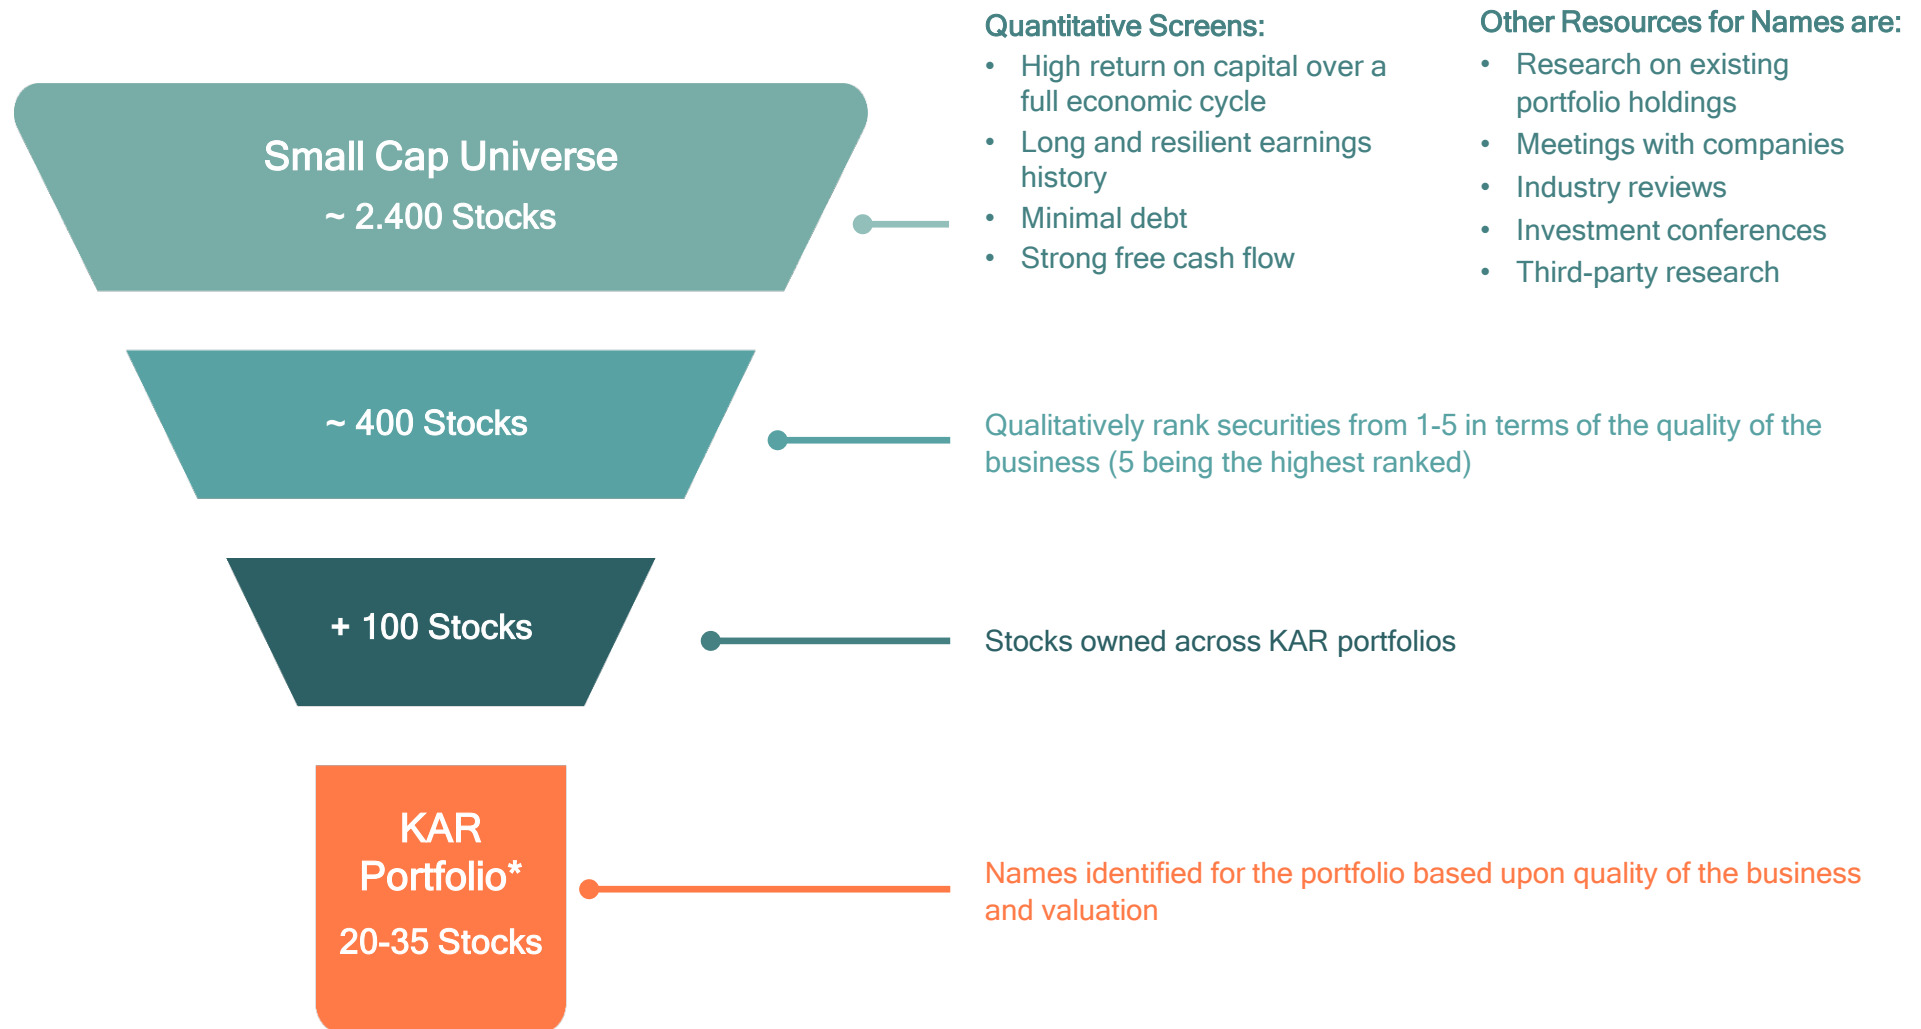 Small Cap Universe
~ 2.400 Stocks
Quantitative Screens:
• High return on capital over a
full economic cycle
• Long and resilient earnings
history
• Minimal debt
• Strong free cash flow
Other Resources for Names are:
• Research on existing
portfolio holdings
• Meetings with companies
• Industry reviews
• Investment conferences
• Third-party research
~ 400 Stocks
Qualitatively rank securities from 1-5 in terms of the quality of the
business (5 being the highest ranked)
+ 100 Stocks
Stocks owned across KAR portfolios
KAR
Portfolio*
20-35 Stocks
Names identified for the portfolio based upon quality of the business
and valuation